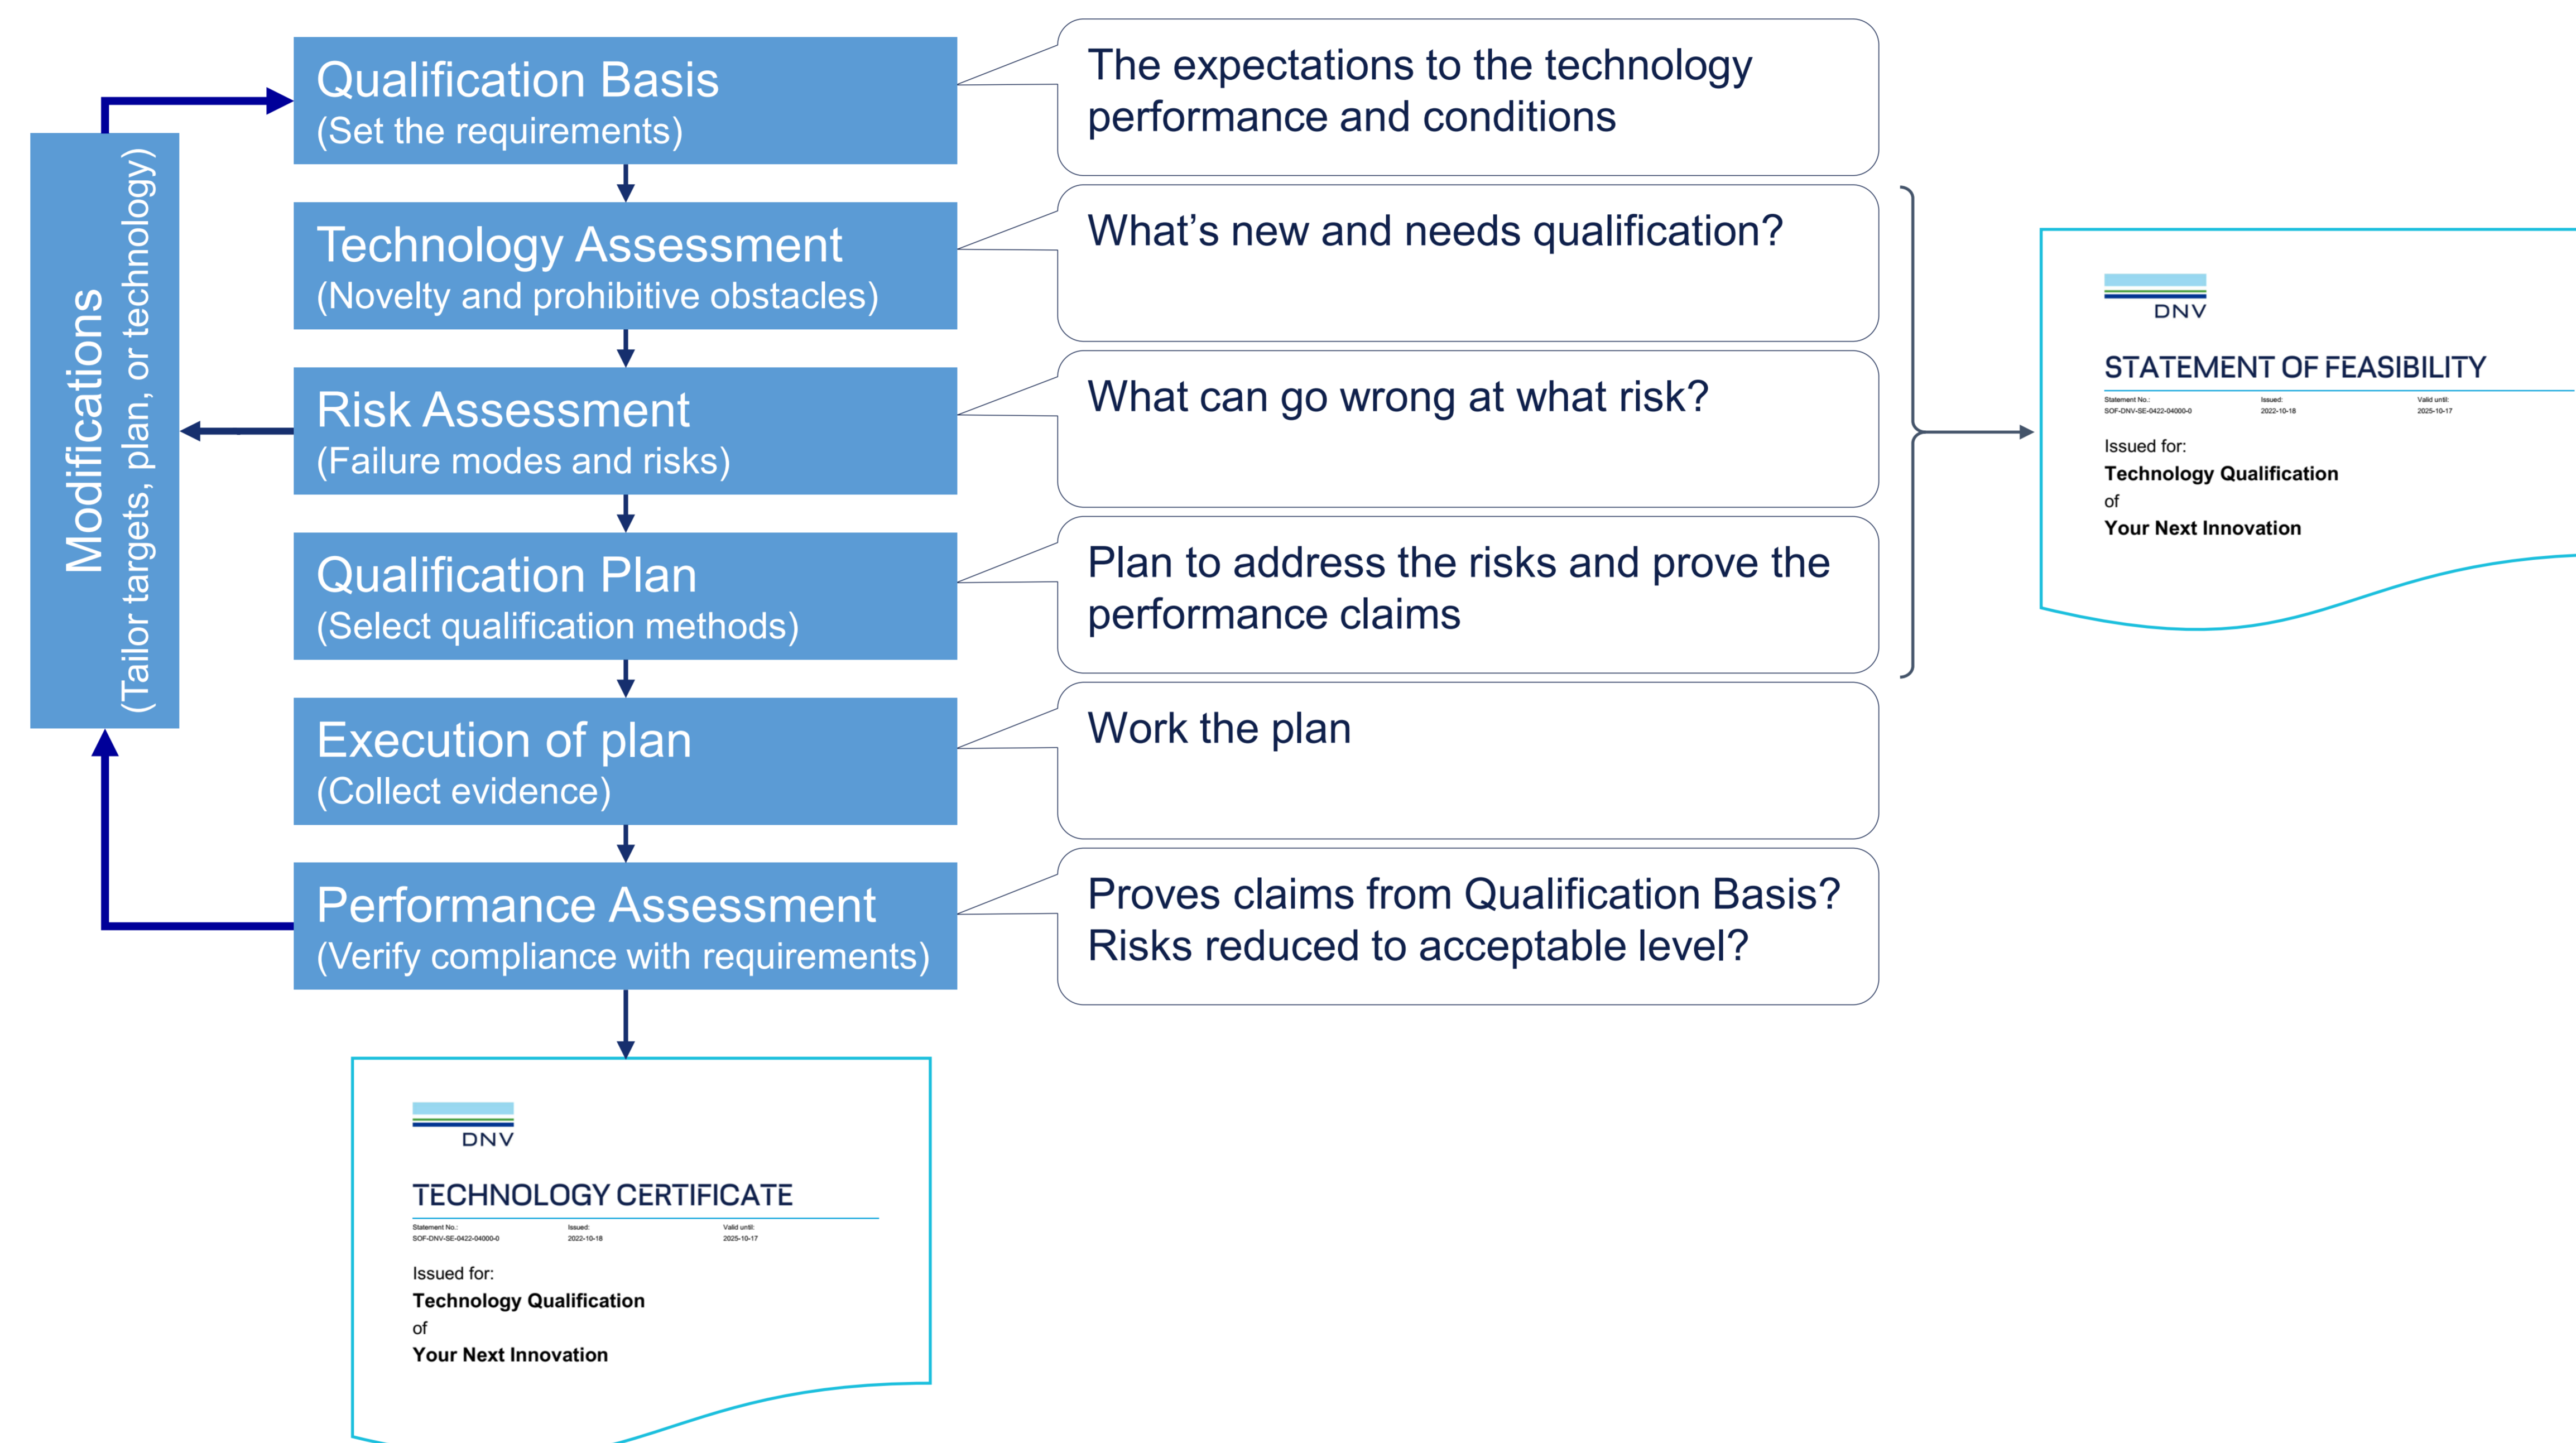 Qualification Basis
(Set the requirements)
The expectations to the technology
performance and conditions
Technology Assessment
(Novelty and prohibitive obstacles)
What’s new and needs qualification?
Risk Assessment
(Failure modes and risks)
What can go wrong at what risk?
Qualification Plan
(Select qualification methods)
Plan to address the risks and prove the
performance claims
Execution of plan
(Collect evidence)
Work the plan
Performance Assessment
(Verify compliance with requirements)
Proves claims from Qualification Basis?
Risks reduced to acceptable level?
Modifications
(Tailor targets, plan, or technology)
DNV
STATEMENT OF FEASIBILITY
Statement No.: Issued: Valid until:
SOF-DNV-SE-0422-04000-0 2022-10-18 2025-10-17
Issued for:
Technology Qualification
of
Your Next Innovation
DNV
TECHNOLOGY CERTIFICATE
Statement No.: Issued: Valid until:
SOF-DNV-SE-0422-04000-0 2022-10-18 2025-10-17
Issued for:
Technology Qualification
of
Your Next Innovation